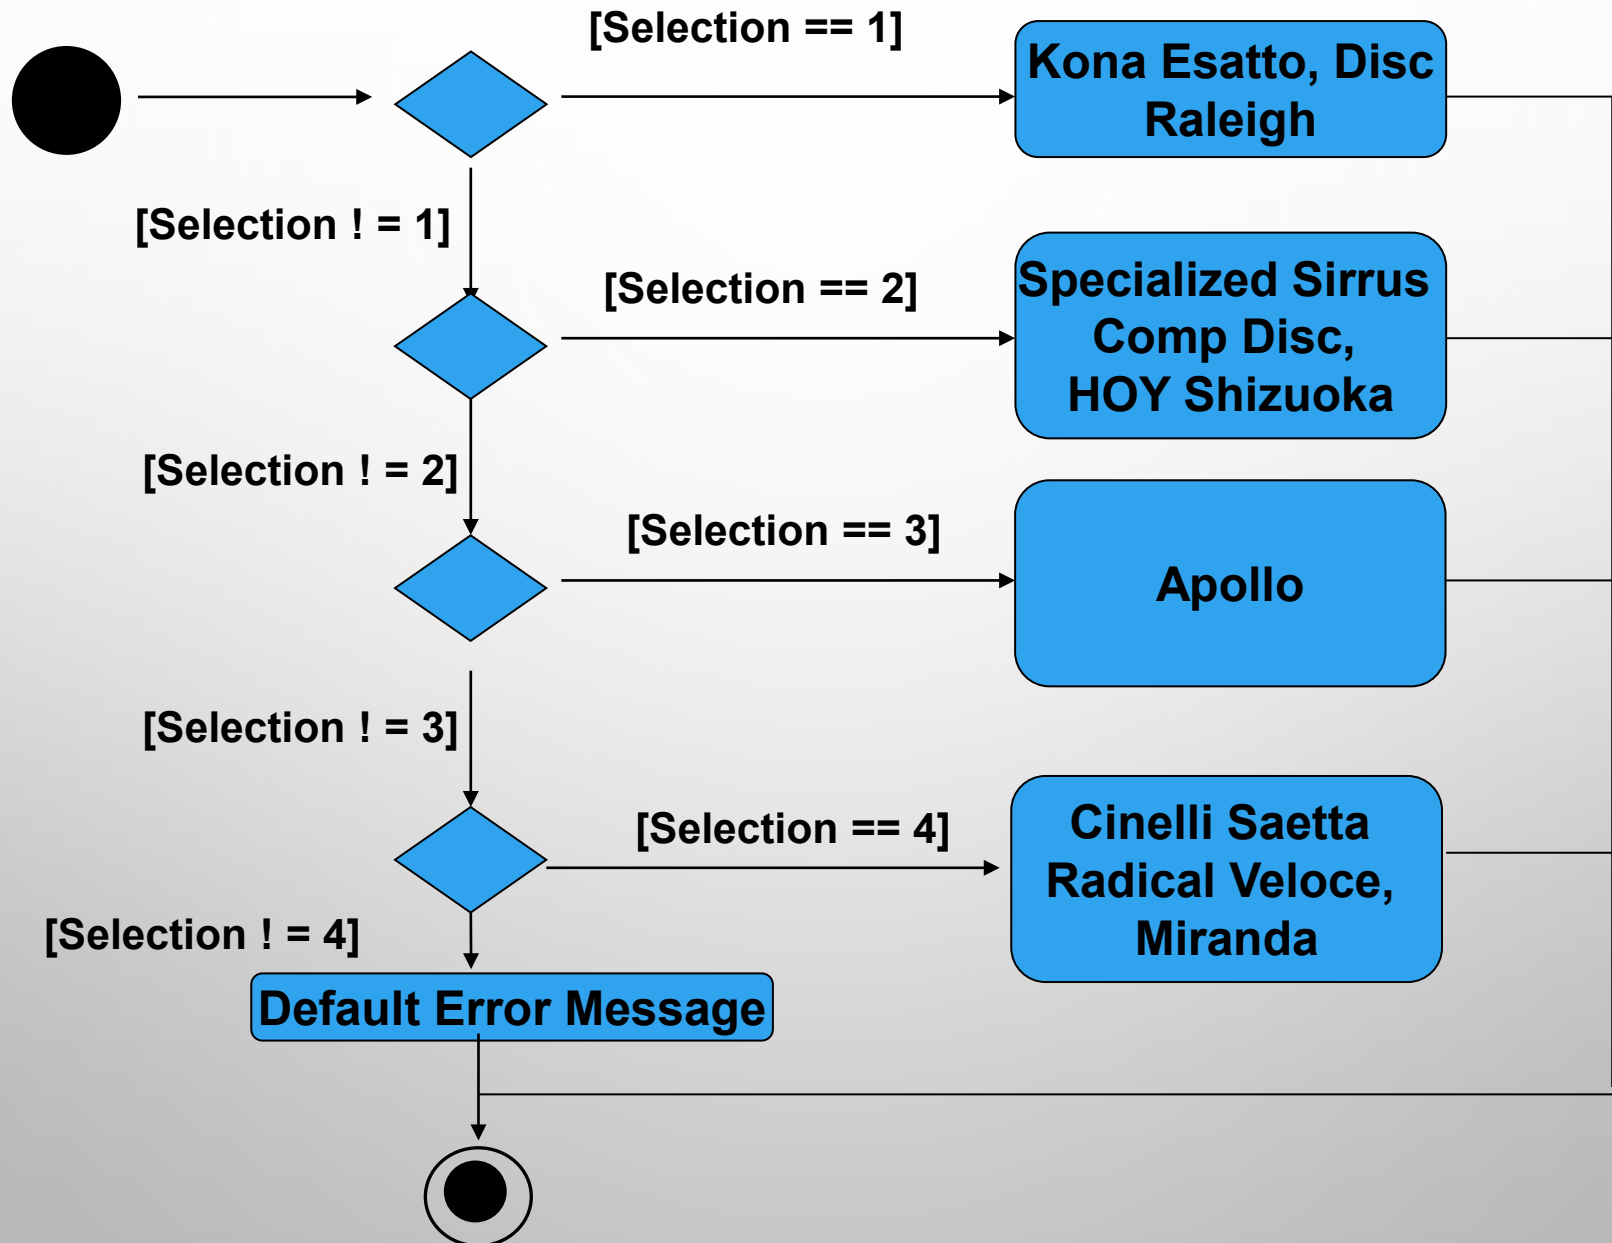 [Selection == 1]
Kona Esatto, Disc
Raleigh
[Selection ! = 1]
[Selection == 2]
Specialized Sirrus
Comp Disc,
HOY Shizuoka
[Selection ! = 2]
[Selection == 3]
Apollo
[Selection ! = 3]
[Selection == 4]
Cinelli Saetta
Radical Veloce,
Miranda
[Selection ! = 4]
Default Error Message